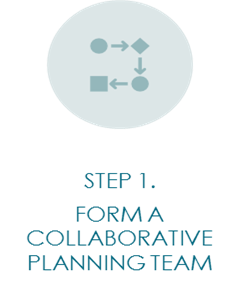 STEP 1.
FORM A
COLLABORATIVE
PLANNING TEAM